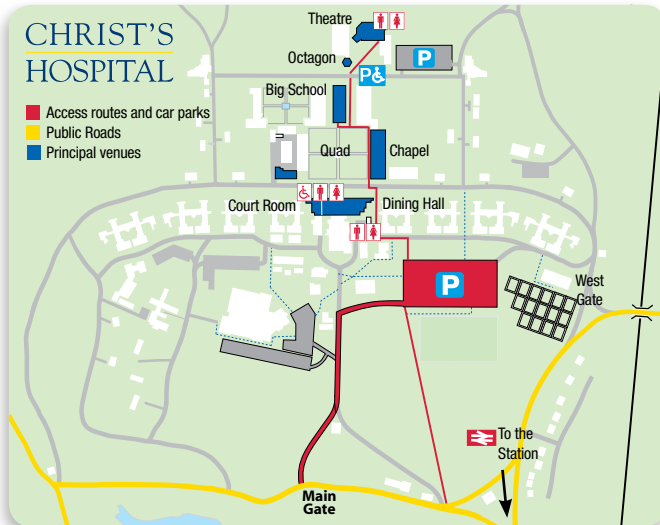 CHRIST'S
HOSPITAL
Access routes and car parks
Public Roads
Principal venues
Theatre
Octagon
P
P
Big School
Quad
Chapel
Court Room
Dining Hall
P
West
Gate
To the
Station
Main
Gate